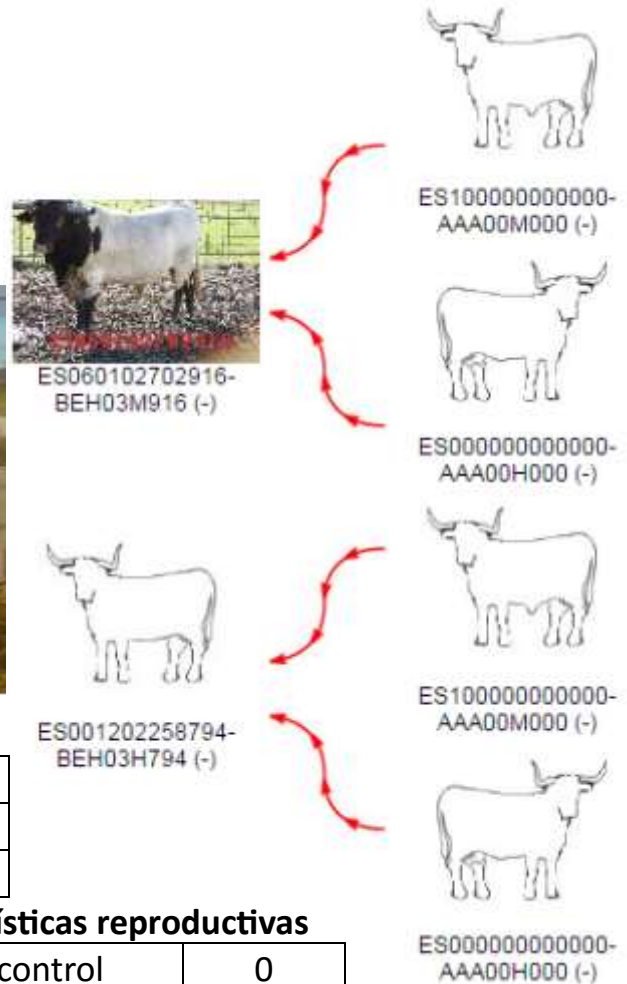 ES100000000000-
AAA00M000 (-)
ES060102702916-
BEH03M916 (-)
ES000000000000-
AAA00H000 (-)
ES100000000000-
AAA00M000 (-)
ES001202258794-
BEH03H794 (-)
ES000000000000-
AAA00H000 (-)
ísticas reproductivas
control 0